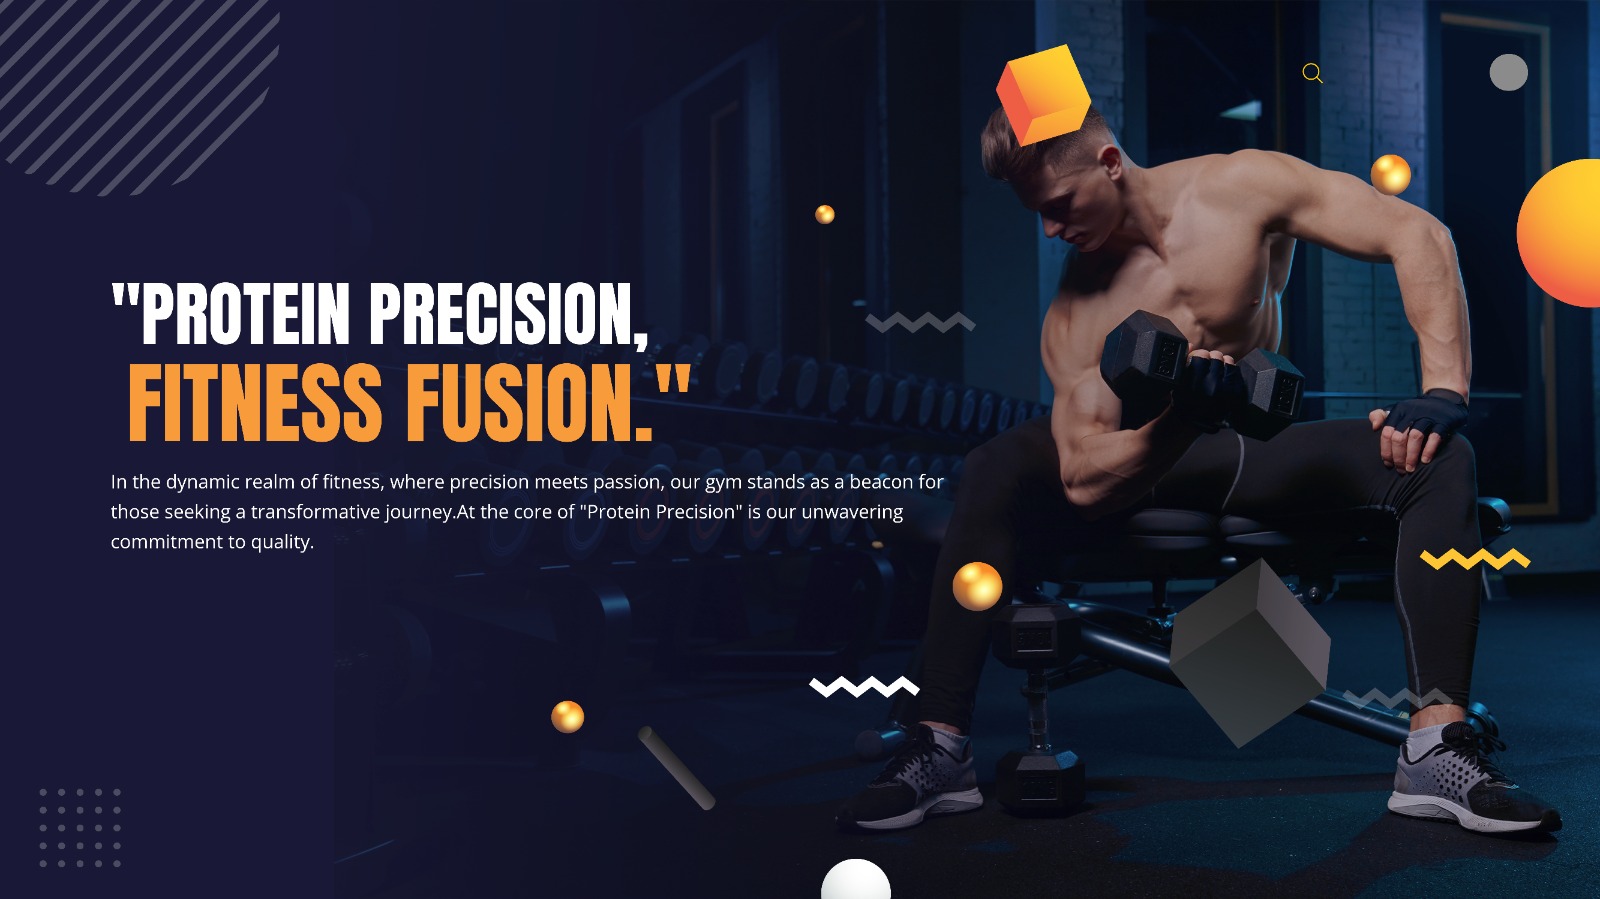 "PROTEIN PRECISION,
FITNESS FUSION."
In the dynamic realm of fitness, where precision meets passion, our gym stands as a beacon for
those seeking a transformative journey.At the core of "Protein Precision" is our unwavering
commitment to quality.